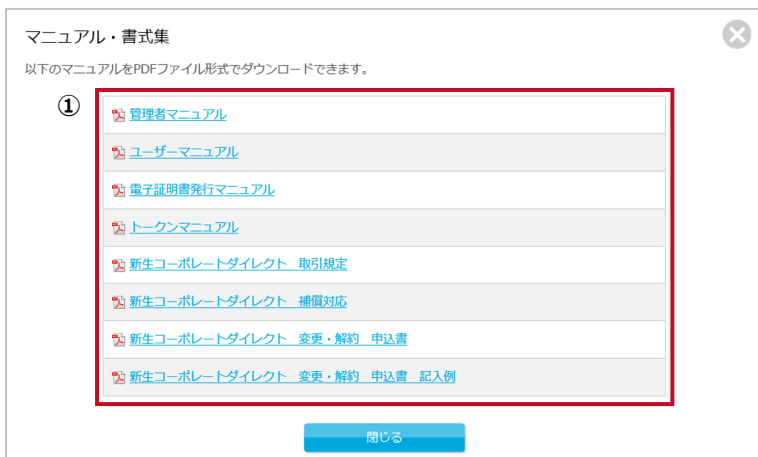 マニュアル・書式集
以下のマニュアルをPDFファイル形式でダウンロードできます。
①
管理者マニュアル
ユーザーマニュアル
電子証明書発行マニュアル
トークンマニュアル
新生コーポレートダイレクト　取引規定
新生コーポレートダイレクト　補償対応
新生コーポレートダイレクト　変更・解約　申込書
新生コーポレートダイレクト　変更・解約　申込書　記入例
閉じる